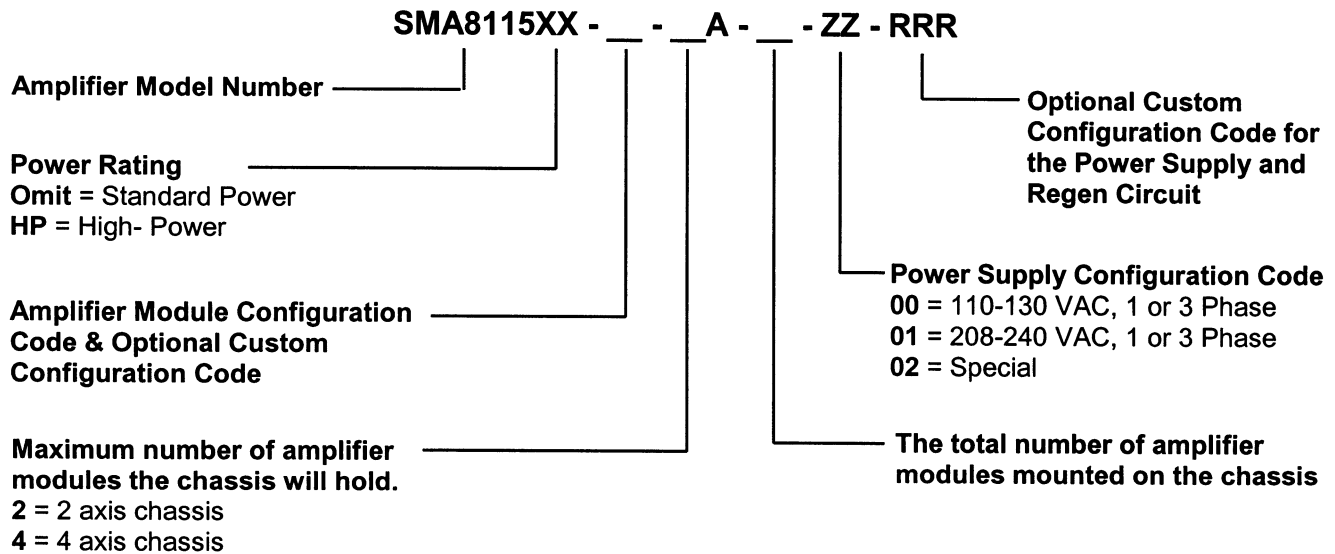 SMA8115XX - __ - __A - __ - ZZ - RRR
Amplifier Model Number
Power Rating
Omit = Standard Power
HP = High- Power
Amplifier Module Configuration
Code & Optional Custom
Configuration Code
Maximum number of amplifier
modules the chassis will hold.
2 = 2 axis chassis
4 = 4 axis chassis
Optional Custom
Configuration Code for
the Power Supply and
Regen Circuit
Power Supply Configuration Code
00 = 110-130 VAC, 1 or 3 Phase
01 = 208-240 VAC, 1 or 3 Phase
02 = Special
The total number of amplifier
modules mounted on the chassis